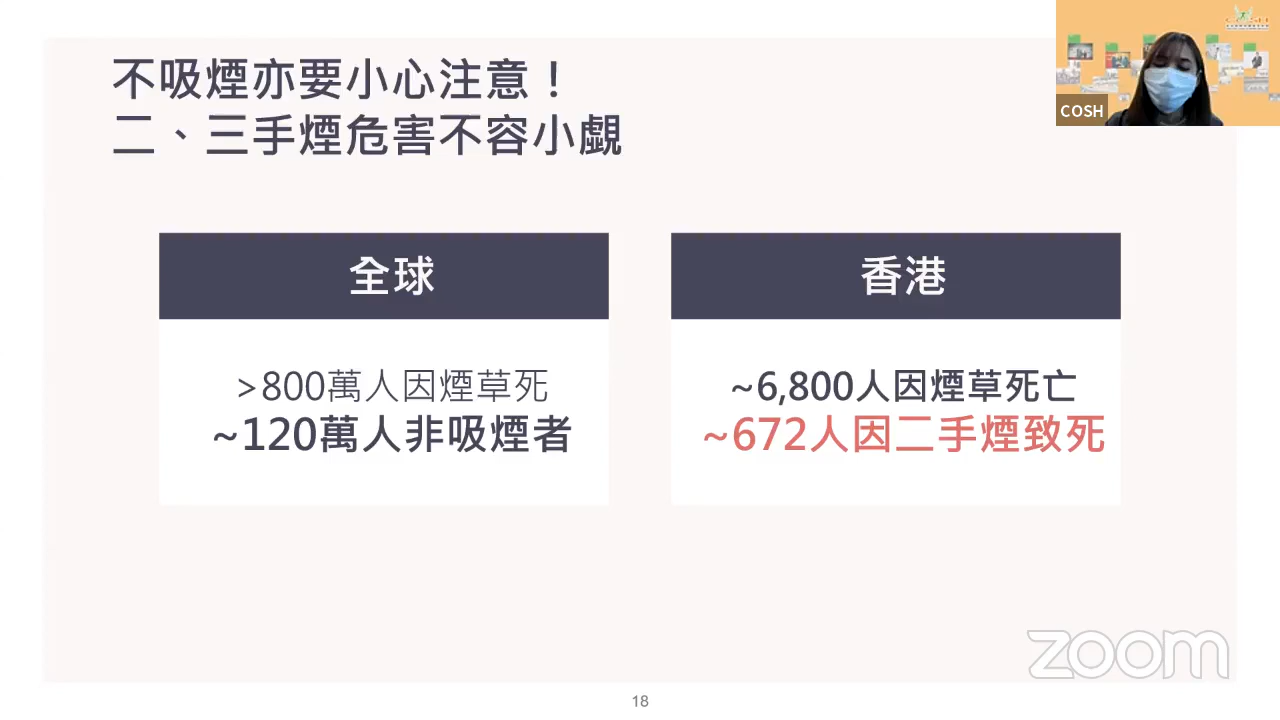 不吸煙亦要小心注意！
二、三手煙危害不容小覷
COSH
全球
>800萬人因煙草死
~120萬人非吸煙者
香港
~6,800人因煙草死亡
~672人因二手煙致死
zoom
18